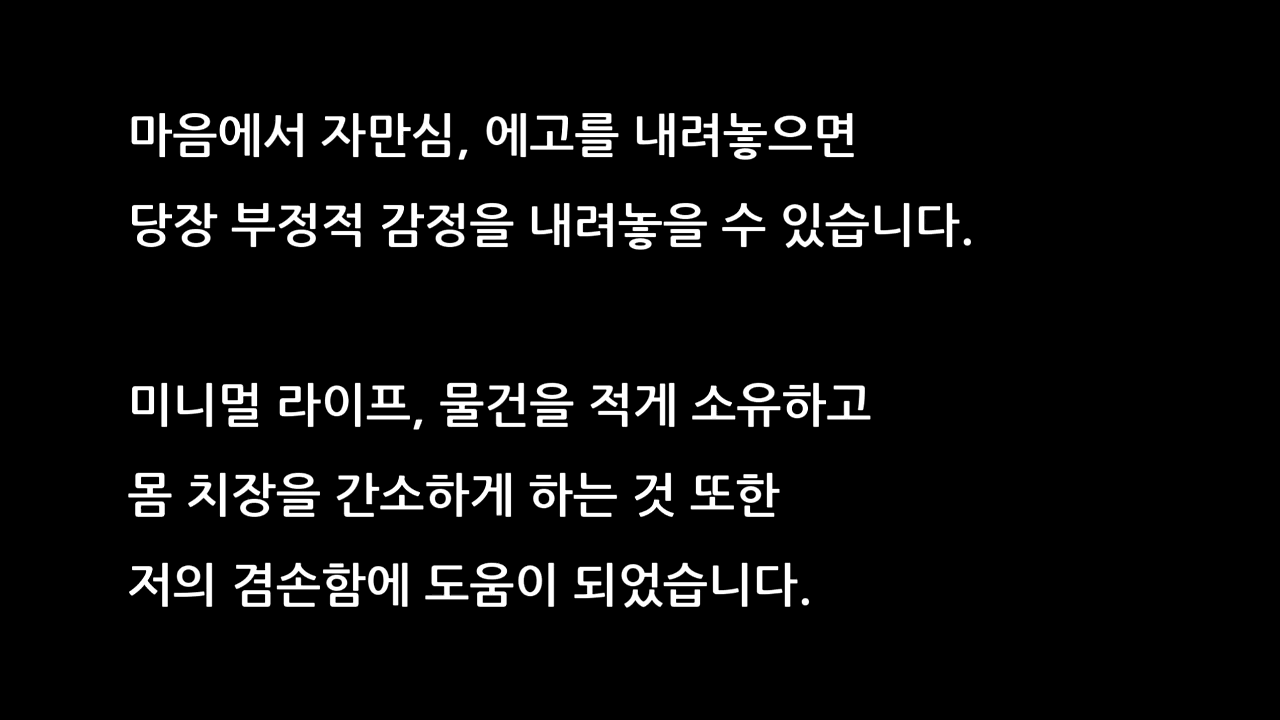 마음에서 자만심, 에고를 내려놓으면
당장 부정적 감정을 내려놓을 수 있습니다.
미니멀 라이프, 물건을 적게 소유하고
몸 치장을 간소하게 하는 것 또한
저의 겸손함에 도움이 되었습니다.